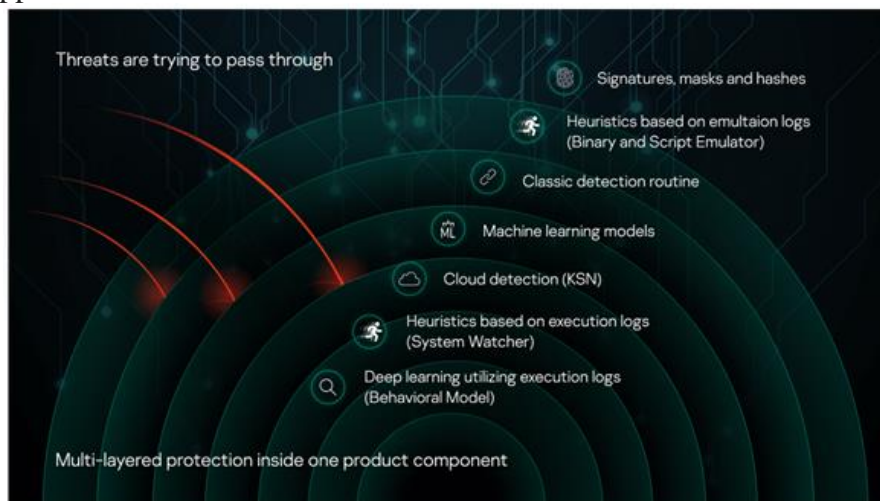 Threats are trying to pass through
Signatures, masks and hashes
Heuristics based on emultaion logs
(Binary and Script Emulator)
Classic detection routine
ML
Machine learning models
Cloud detection (KSN)
Heuristics based on execution logs
(System Watcher)
Deep learning utilizing execution logs
(Behavioral Model)
Multi-layered protection inside one product component